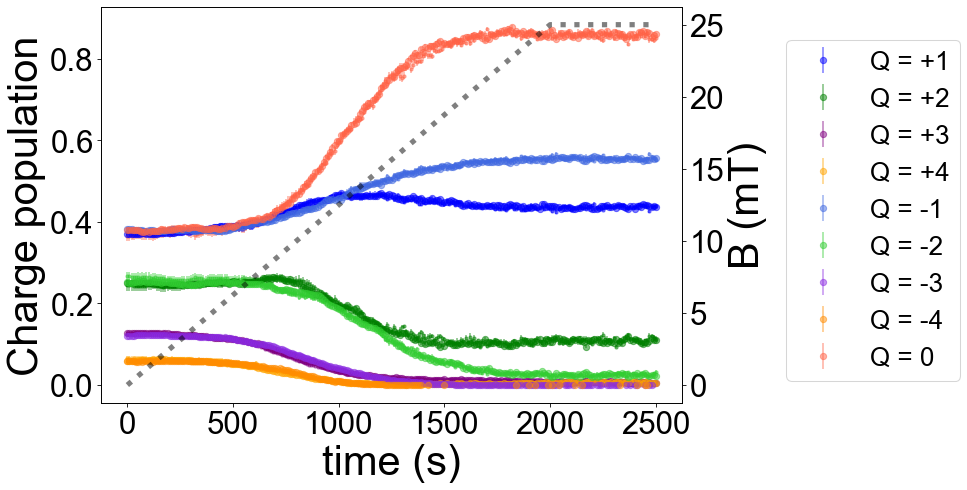 Charge population
0.8
0.6
0.4
0.2
0.0
0
500
1000
1500
2000
2500
time (s)
25
20
15
10
5
0
B (mT)
Q = +1
Q = +2
Q = +3
Q = +4
Q = -1
Q = -2
Q = -3
Q = -4
Q = 0